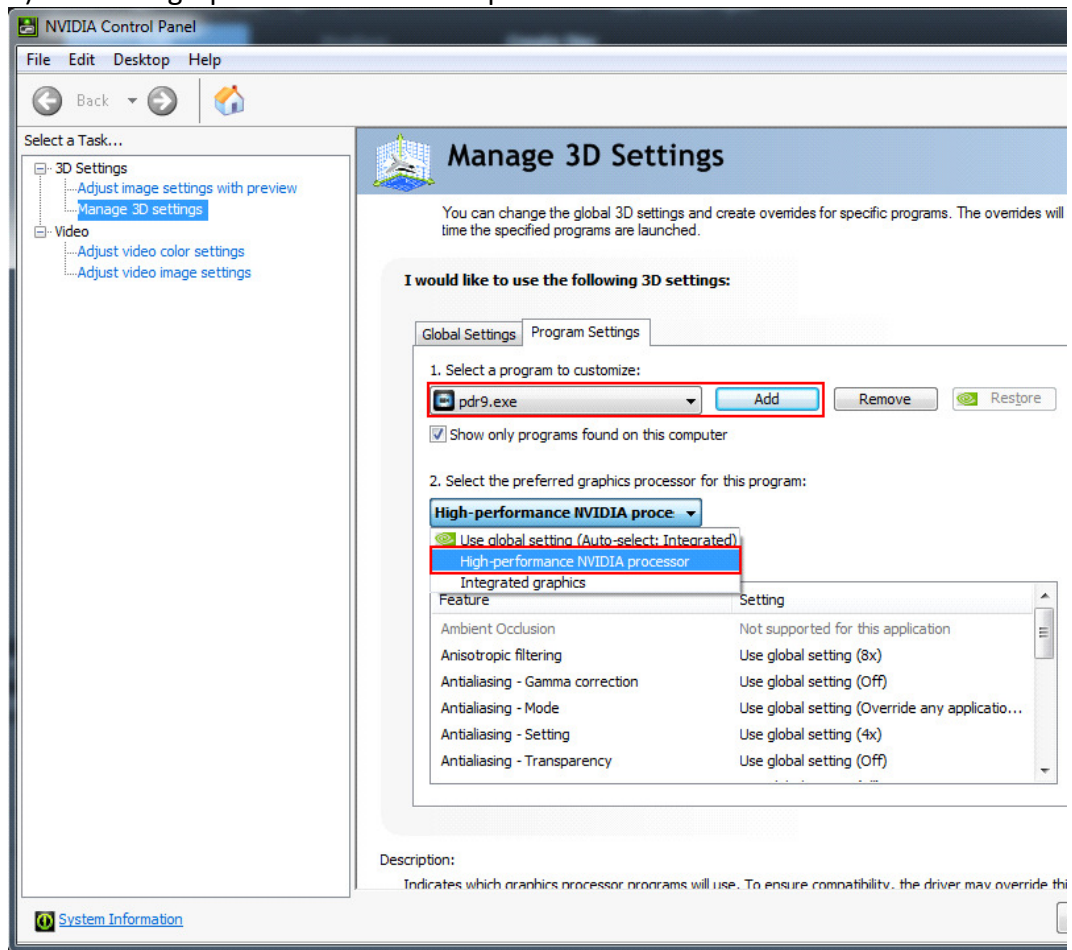 NVIDIA Control Panel
File Edit Desktop Help
Back
Select a Task...
3D Settings
Adjust image settings with preview
Manage 3D settings
Video
Adjust video color settings
Adjust video image settings
Manage 3D Settings
You can change the global 3D settings and create overrides for specific programs. The overrides will
time the specified programs are launched.
I would like to use the following 3D settings:
Global Settings Program Settings
1. Select a program to customize:
pdr9.exe Add Remove Restore
Show only programs found on this computer
2. Select the preferred graphics processor for this program:
High-performance NVIDIA proce
Use global setting (Auto-select: Integrated)
High-performance NVIDIA processor
Integrated graphics
Feature Setting
Ambient Occlusion Not supported for this application
Anisotropic filtering Use global setting (8x)
Antialiasing - Gamma correction Use global setting (Off)
Antialiasing - Mode Use global setting (Override any applicatio...
Antialiasing - Setting Use global setting (4x)
Antialiasing - Transparency Use global setting (Off)
Description:
Indicates which graphics processor programs will use. To ensure compatibility, the driver may override thi
System Information